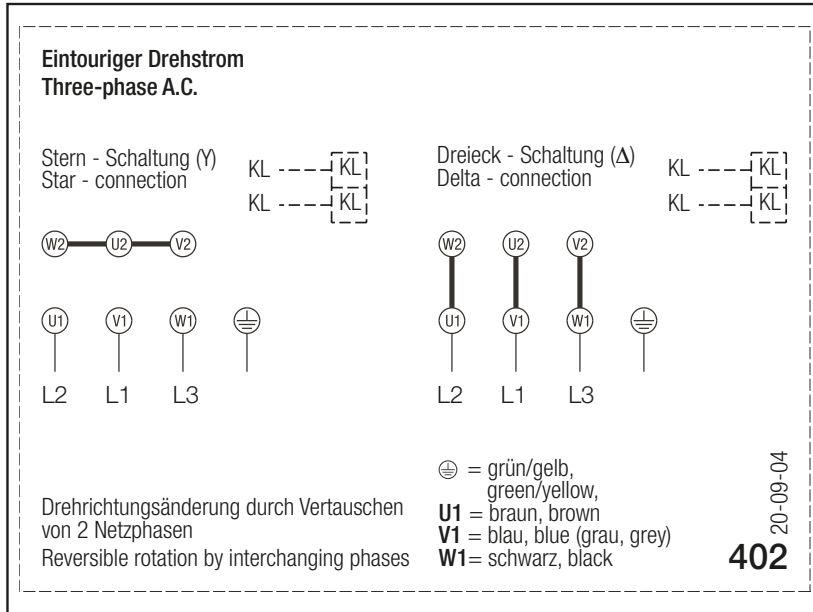 Eintouriger Drehstrom
Three-phase A.C.
Stern - Schaltung (Y)
Star - connection
KL KL
KL KL
W2 U2 V2
U1 V1 W1
L2 L1 L3
Dreieck - Schaltung (Δ)
Delta - connection
KL KL
KL KL
W2 U2 V2
U1 V1 W1
L2 L1 L3
Drehrichtungsänderung durch Vertauschen
von 2 Netzphasen
Reversible rotation by interchanging phases
= grün/gelb,
green/yellow,
U1 = braun, brown
V1 = blau, blue (grau, grey)
W1= schwarz, black
20-09-04
402